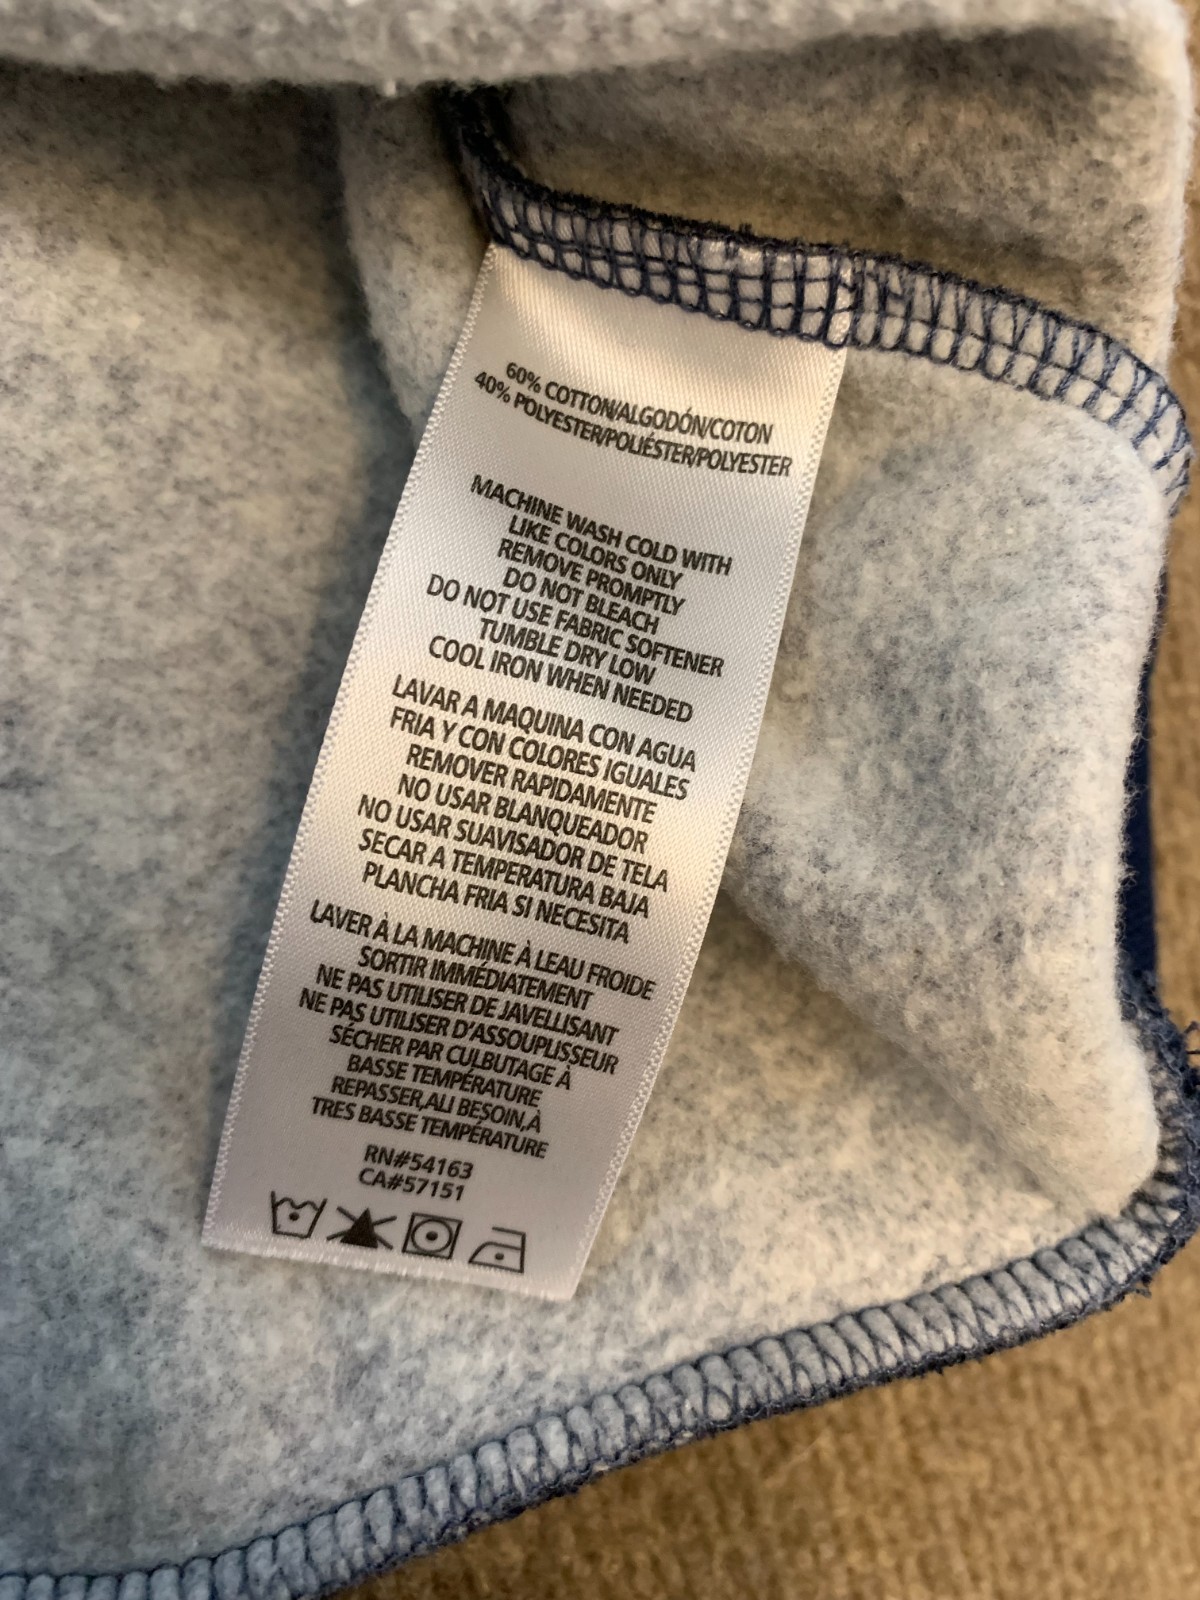 60% COTTON/ALGODÓN/COTON
40% POLYESTER/POLIÉSTER/POLYESTER
MACHINE WASH COLD WITH
LIKE COLORS ONLY
REMOVE PROMPTLY
DO NOT BLEACH
DO NOT USE FABRIC SOFTENER
TUMBLE DRY LOW
COOL IRON WHEN NEEDED
LAVAR A MAQUINA CON AGUA
FRIA Y CON COLORES IGUALES
REMOVER RAPIDAMENTE
NO USAR BLANQUEADOR
NO USAR SUAVISADOR DE TELA
SECAR A TEMPERATURA BAJA
PLANCHA FRIA SI NECESITA
LAVER À LA MACHINE À LEAU FROIDE
SORTIR IMMÉDIATEMENT
NE PAS UTILISER DE JAVELLISANT
NE PAS UTILISER D'ASSOUPLISSEUR
SÉCHER PAR CULBUTAGE À
BASSE TEMPÉRATURE
REPASSER,ALI BESOIN,À
TRES BASSE TEMPÉRATURE
RN#54163
CA#57151